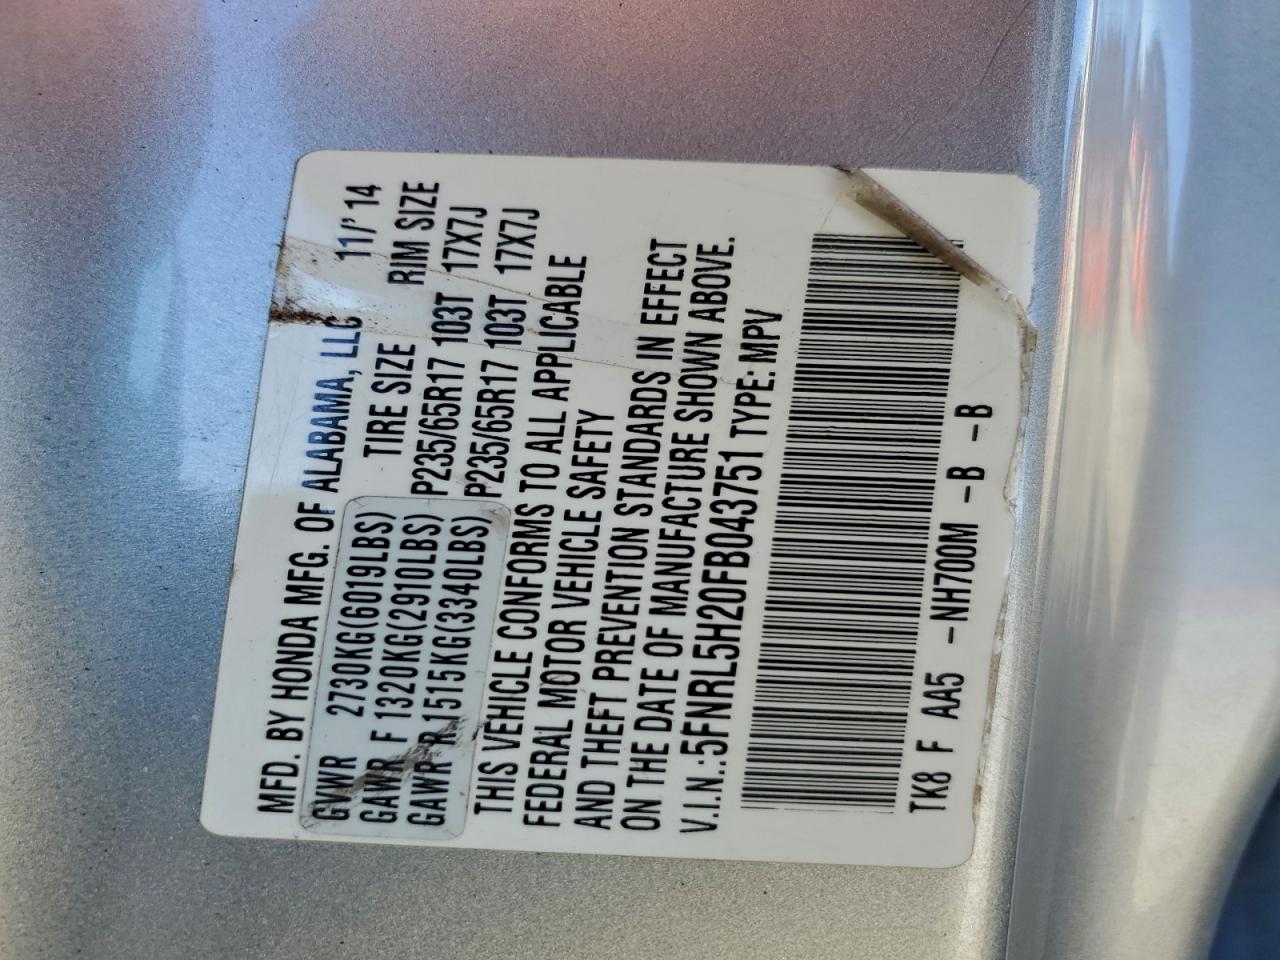 MFD. BY HONDA MFG. OF ALABAMA, LLC 11/' 14
GVWR 2730KG(6019LBS) TIRE SIZE RIM SIZE
GAWR F 1320KG(2910LBS) P235/65R17 103T 17X7J
GAWR R 1515KG(3340LBS) P235/65R17 103T 17X7J
THIS VEHICLE CONFORMS TO ALL APPLICABLE
FEDERAL MOTOR VEHICLE SAFETY
AND THEFT PREVENTION STANDARDS IN EFFECT
ON THE DATE OF MANUFACTURE SHOWN ABOVE.
V.I.N.:5FNRL5H20FB043751 TYPE: MPV
TK8 F AA5 -NH700M -B -B